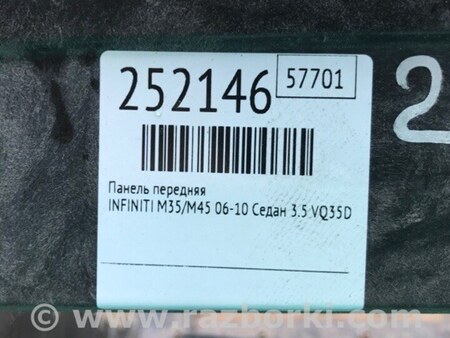 252146
57701
2
Панель передняя
INFINITI M35/M45 06-10 Седан 3.5 VQ35D
© www.razborki.com